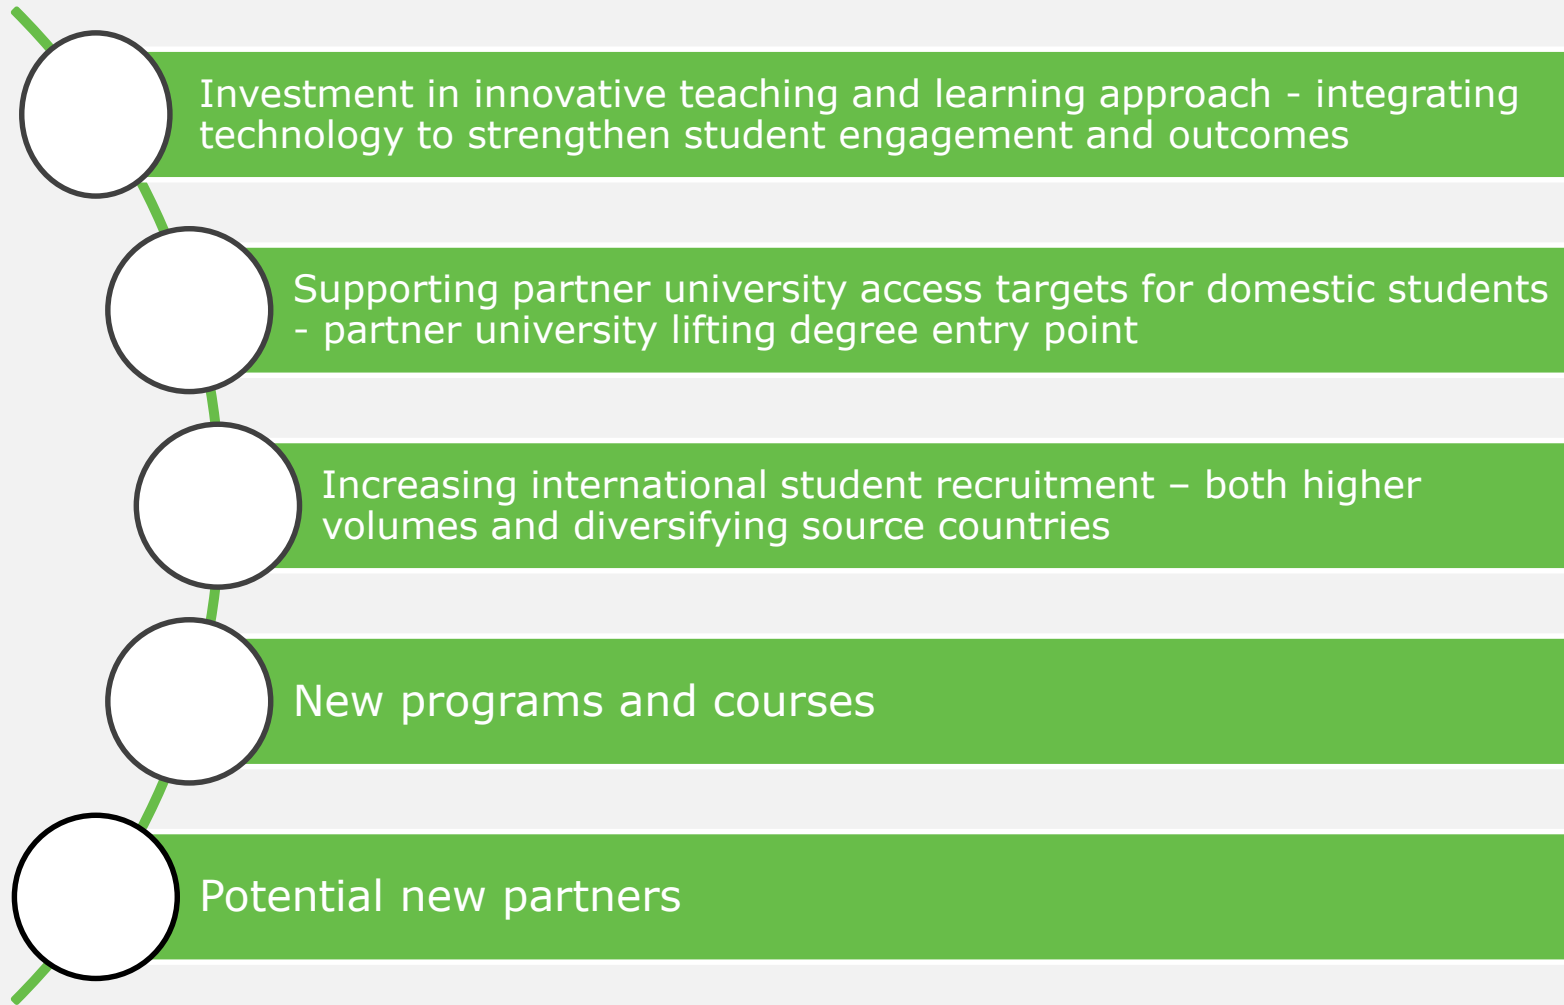 Investment in innovative teaching and learning approach - integrating
technology to strengthen student engagement and outcomes
Supporting partner university access targets for domestic students
- partner university lifting degree entry point
Increasing international student recruitment – both higher
volumes and diversifying source countries
New programs and courses
Potential new partners